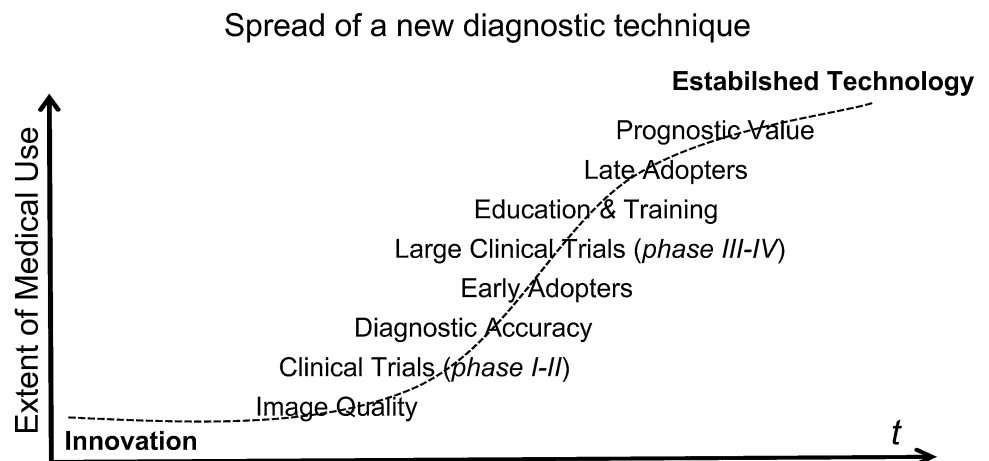 Spread of a new diagnostic technique
Estabilshed Technology
Prognostic Value
Late Adopters
Education & Training
Large Clinical Trials (phase III-IV)
Early Adopters
Diagnostic Accuracy
Clinical Trials (phase I-II)
Image Quality
Innovation
t
Extent of Medical Use